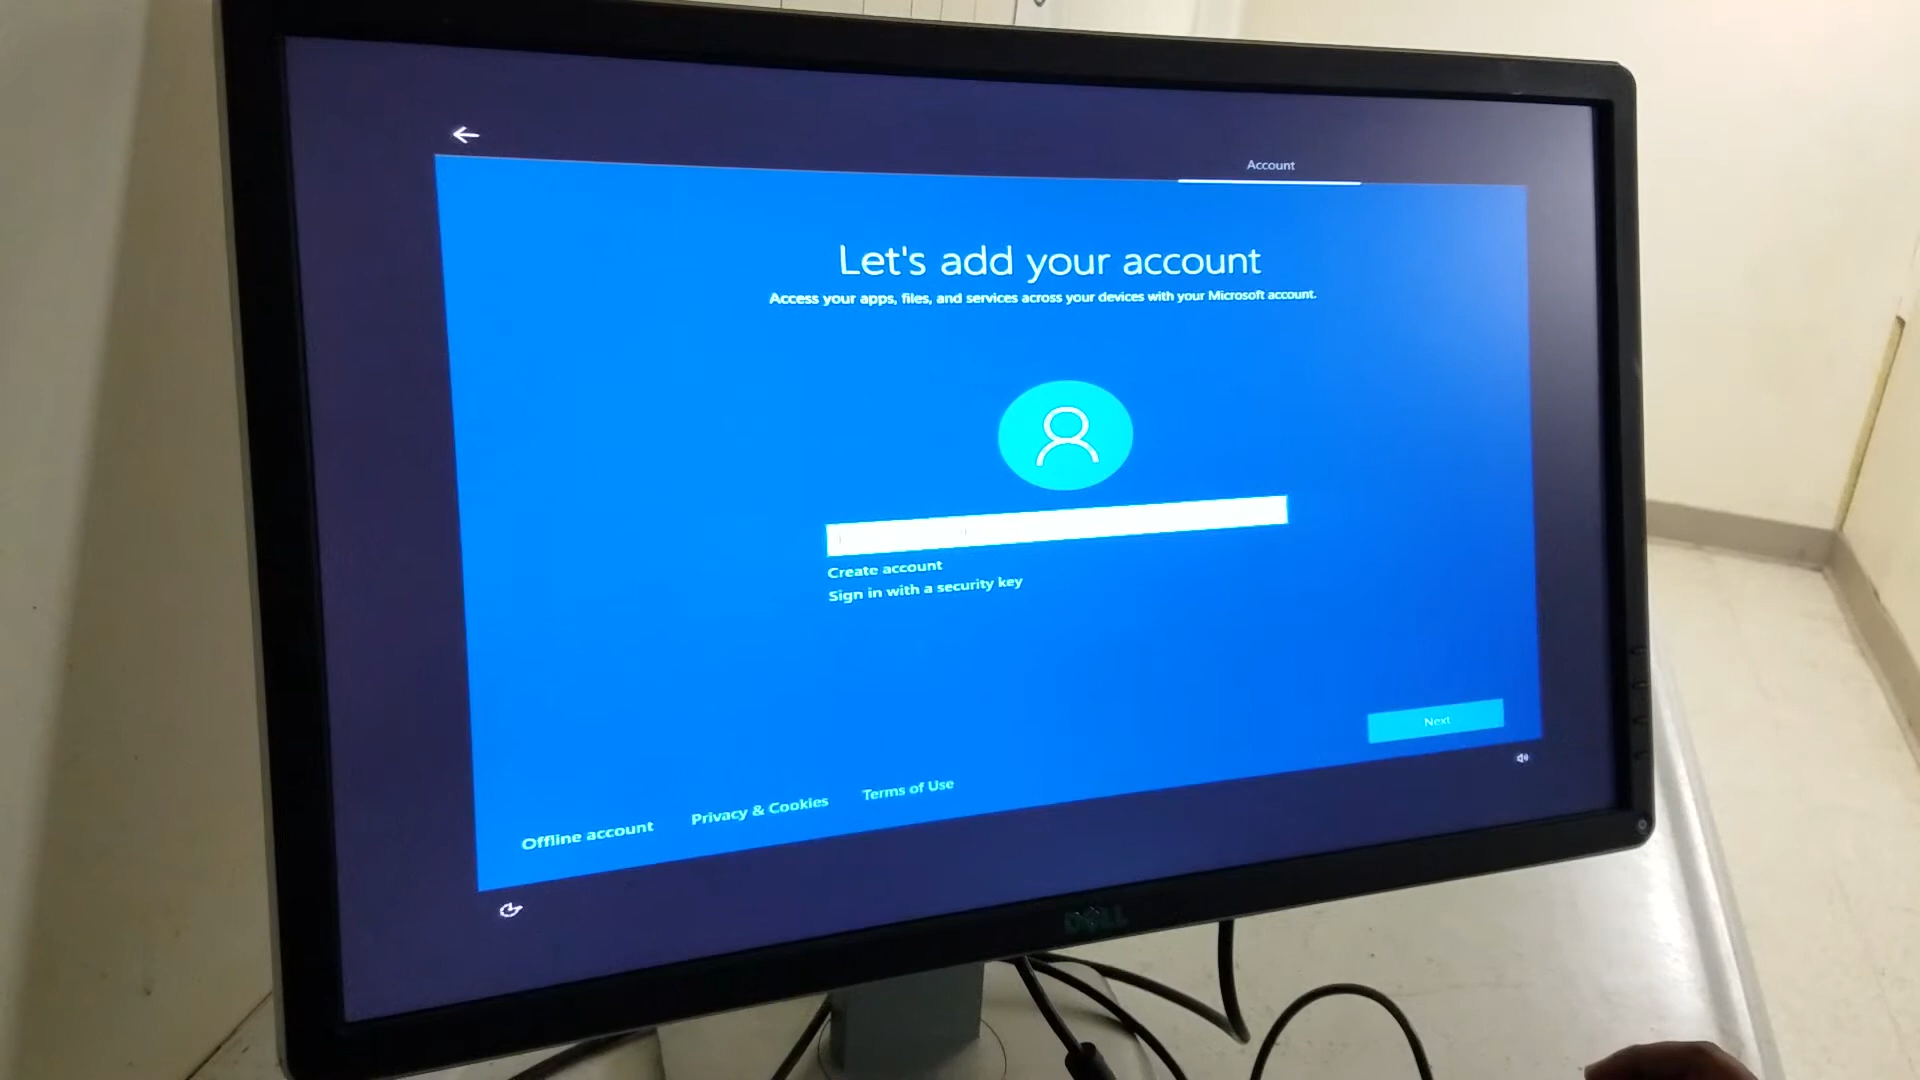 Account
Let's add your account
Access your apps, files, and services across your devices with your Microsoft account.
Create account
Sign in with a security key
Next
Offline account
Privacy & Cookies
Terms of Use
DELL